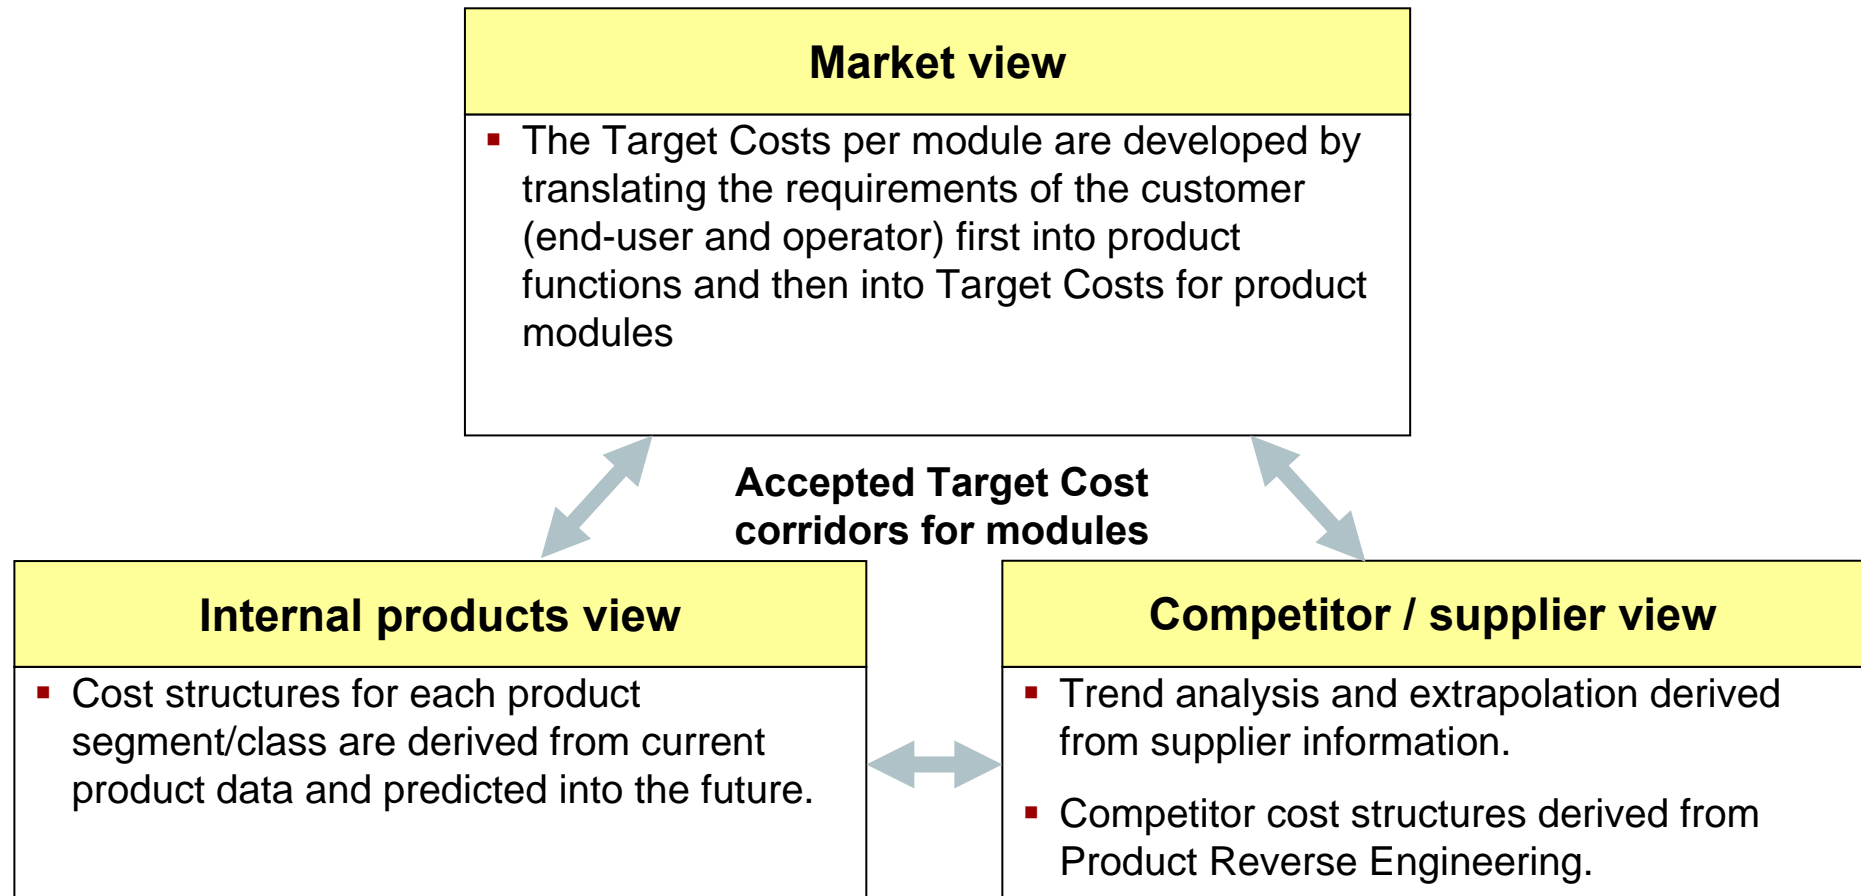 Market view
▪ The Target Costs per module are developed by
translating the requirements of the customer
(end-user and operator) first into product
functions and then into Target Costs for product
modules
Accepted Target Cost
corridors for modules
Internal products view
▪ Cost structures for each product
segment/class are derived from current
product data and predicted into the future.
Competitor / supplier view
▪ Trend analysis and extrapolation derived
from supplier information.
▪ Competitor cost structures derived from
Product Reverse Engineering.